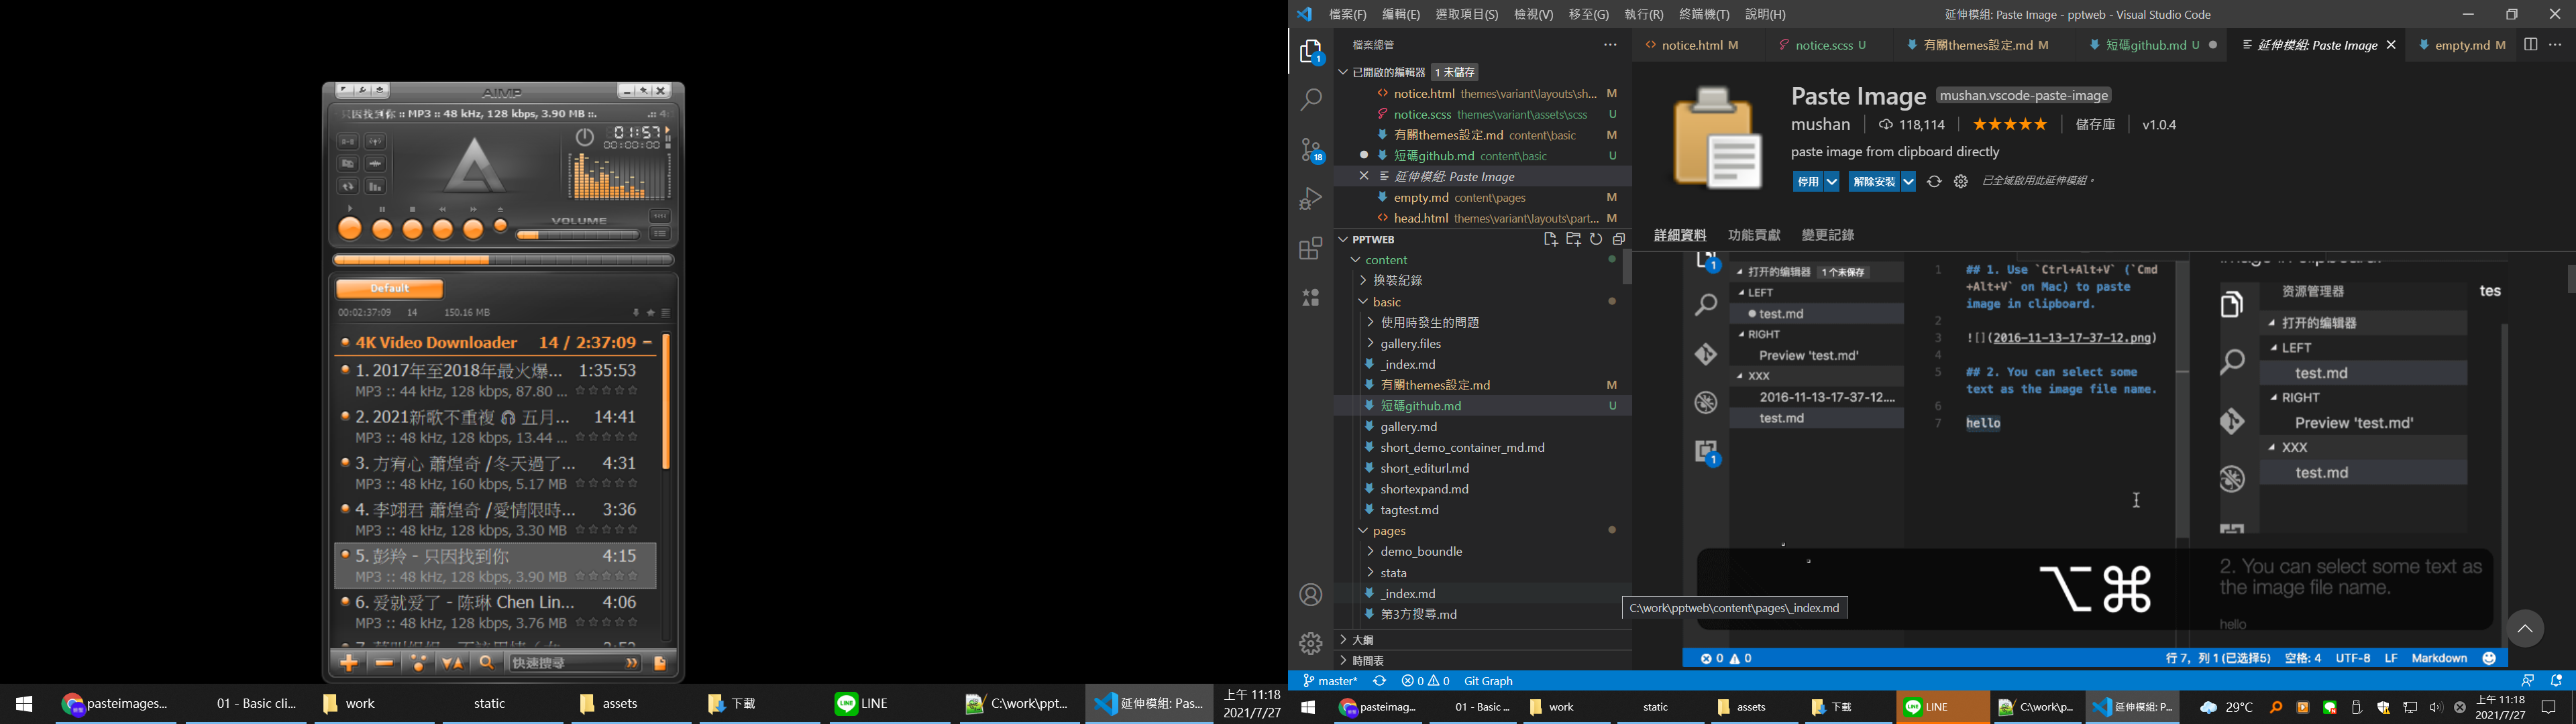 AIMP
只因找到你 :: MP3 :: 48 kHz, 128 kbps, 3.90 MB ::.
01:57
00:00:00
VOLUME
Default
00:02:37:09 14 150.16 MB
4K Video Downloader 14 / 2:37:09
1. 2017年至2018年最火爆... 1:35:53
MP3 :: 44 kHz, 128 kbps, 87.80 ...
2. 2021新歌不重複 🎧 五月... 14:41
MP3 :: 48 kHz, 128 kbps, 13.44 ...
3. 方宥心 蕭煌奇 /冬天過了... 4:31
MP3 :: 48 kHz, 160 kbps, 5.17 MB
4. 李翊君 蕭煌奇 /愛情限時... 3:36
MP3 :: 48 kHz, 128 kbps, 3.30 MB
5. 彭羚 - 只因找到你 4:15
MP3 :: 48 kHz, 128 kbps, 3.90 MB
6. 爱就爱了 - 陈琳 Chen Lin... 4:06
MP3 :: 48 kHz, 128 kbps, 3.76 MB
快速搜尋
pasteimages...
01 - Basic cli...
work
static
assets
下載
LINE
C:\work\ppt...
延伸模組: Pas...
上午 11:18
2021/7/27
檔案(F) 編輯(E) 選取項目(S) 檢視(V) 移至(G) 執行(R) 終端機(T) 說明(H)
延伸模組: Paste Image - pptweb - Visual Studio Code
檔案總管
notice.html M
notice.scss U
有關themes設定.md M
短碼github.md U
延伸模組: Paste Image
empty.md M
1
18
已開啟的編輯器 1 未儲存
notice.html themes\variant\layouts\sh... M
notice.scss themes\variant\assets\scss U
有關themes設定.md content\basic M
短碼github.md content\basic U
延伸模組: Paste Image
empty.md content\pages M
head.html themes\variant\layouts\part... M
PPTWEB
content
换裝紀錄
basic
使用時發生的問題
gallery.files
_index.md
有關themes設定.md M
短碼github.md U
gallery.md
short_demo_container_md.md
short_editurl.md
shortexpand.md
tagtest.md
pages
demo_boundle
stata
_index.md
第3方搜尋.md
大綱
時間表
C:\work\pptweb\content\pages\_index.md
Paste Image mushan.vscode-paste-image
mushan 118,114 ★★★★★ 儲存庫 v1.0.4
paste image from clipboard directly
停用 解除安裝 已全域啟用此延伸模組。
詳細資料 功能貢獻 變更記錄
1
打开的编辑器 1 个未保存
LEFT
test.md
RIGHT
Preview 'test.md'
XXX
2016-11-13-17-37-12....
test.md
1
1 ## 1. Use `Ctrl+Alt+V` (`Cmd
+Alt+V` on Mac) to paste
image in clipboard.
2
3 ![](2016-11-13-17-37-12.png)
4
5 ## 2. You can select some
text as the image file name.
6
7 hello
资源管理器
打开的编辑器
LEFT
test.md
RIGHT
Preview 'test.md'
XXX
test.md
tes
⌥⌘
2. You can select some text as
the image file name.
hello
0 0
行 7, 列 1 (已选择5) 空格: 4 UTF-8 LF Markdown
master* 0 0 Git Graph
pasteimag...
01 - Basic ...
work
static
assets
下載
LINE
C:\work\p...
延伸模組: P...
29°C
上午 11:18
2021/7/27